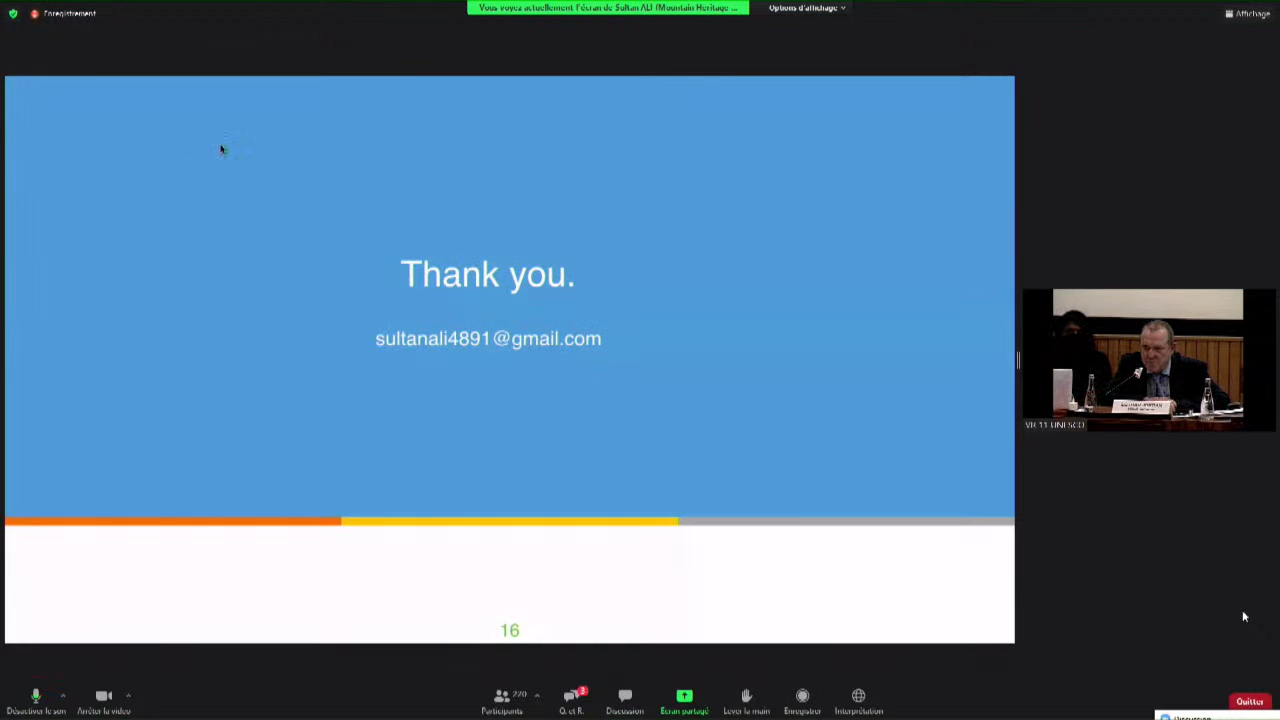 Enregistrement
Vous voyez actuellement l'écran de Sultan ALI (Mountain Heritage ...
Options d'affichage
Affichage
Thank you.
sultanali4891@gmail.com
16
VR 11 UNESCO
Désactiver le son
Arrêter la vidéo
220
Participants
3
Q. et R.
Discussion
Écran partagé
Lever la main
Enregistrer
Interprétation
Quitter
Discussion